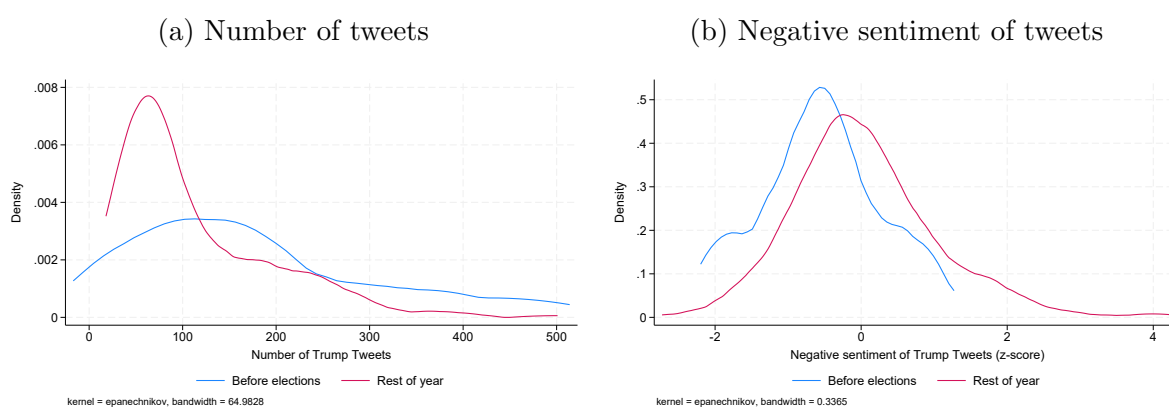 (a) Number of tweets
.008
.006
.004
.002
0
Density
0 100 200 300 400 500
Number of Trump Tweets
Before elections Rest of year
kernel = epanechnikov, bandwidth = 64.9828
(b) Negative sentiment of tweets
.5
.4
.3
.2
.1
0
Density
-2 0 2 4
Negative sentiment of Trump Tweets (z-score)
Before elections Rest of year
kernel = epanechnikov, bandwidth = 0.3365